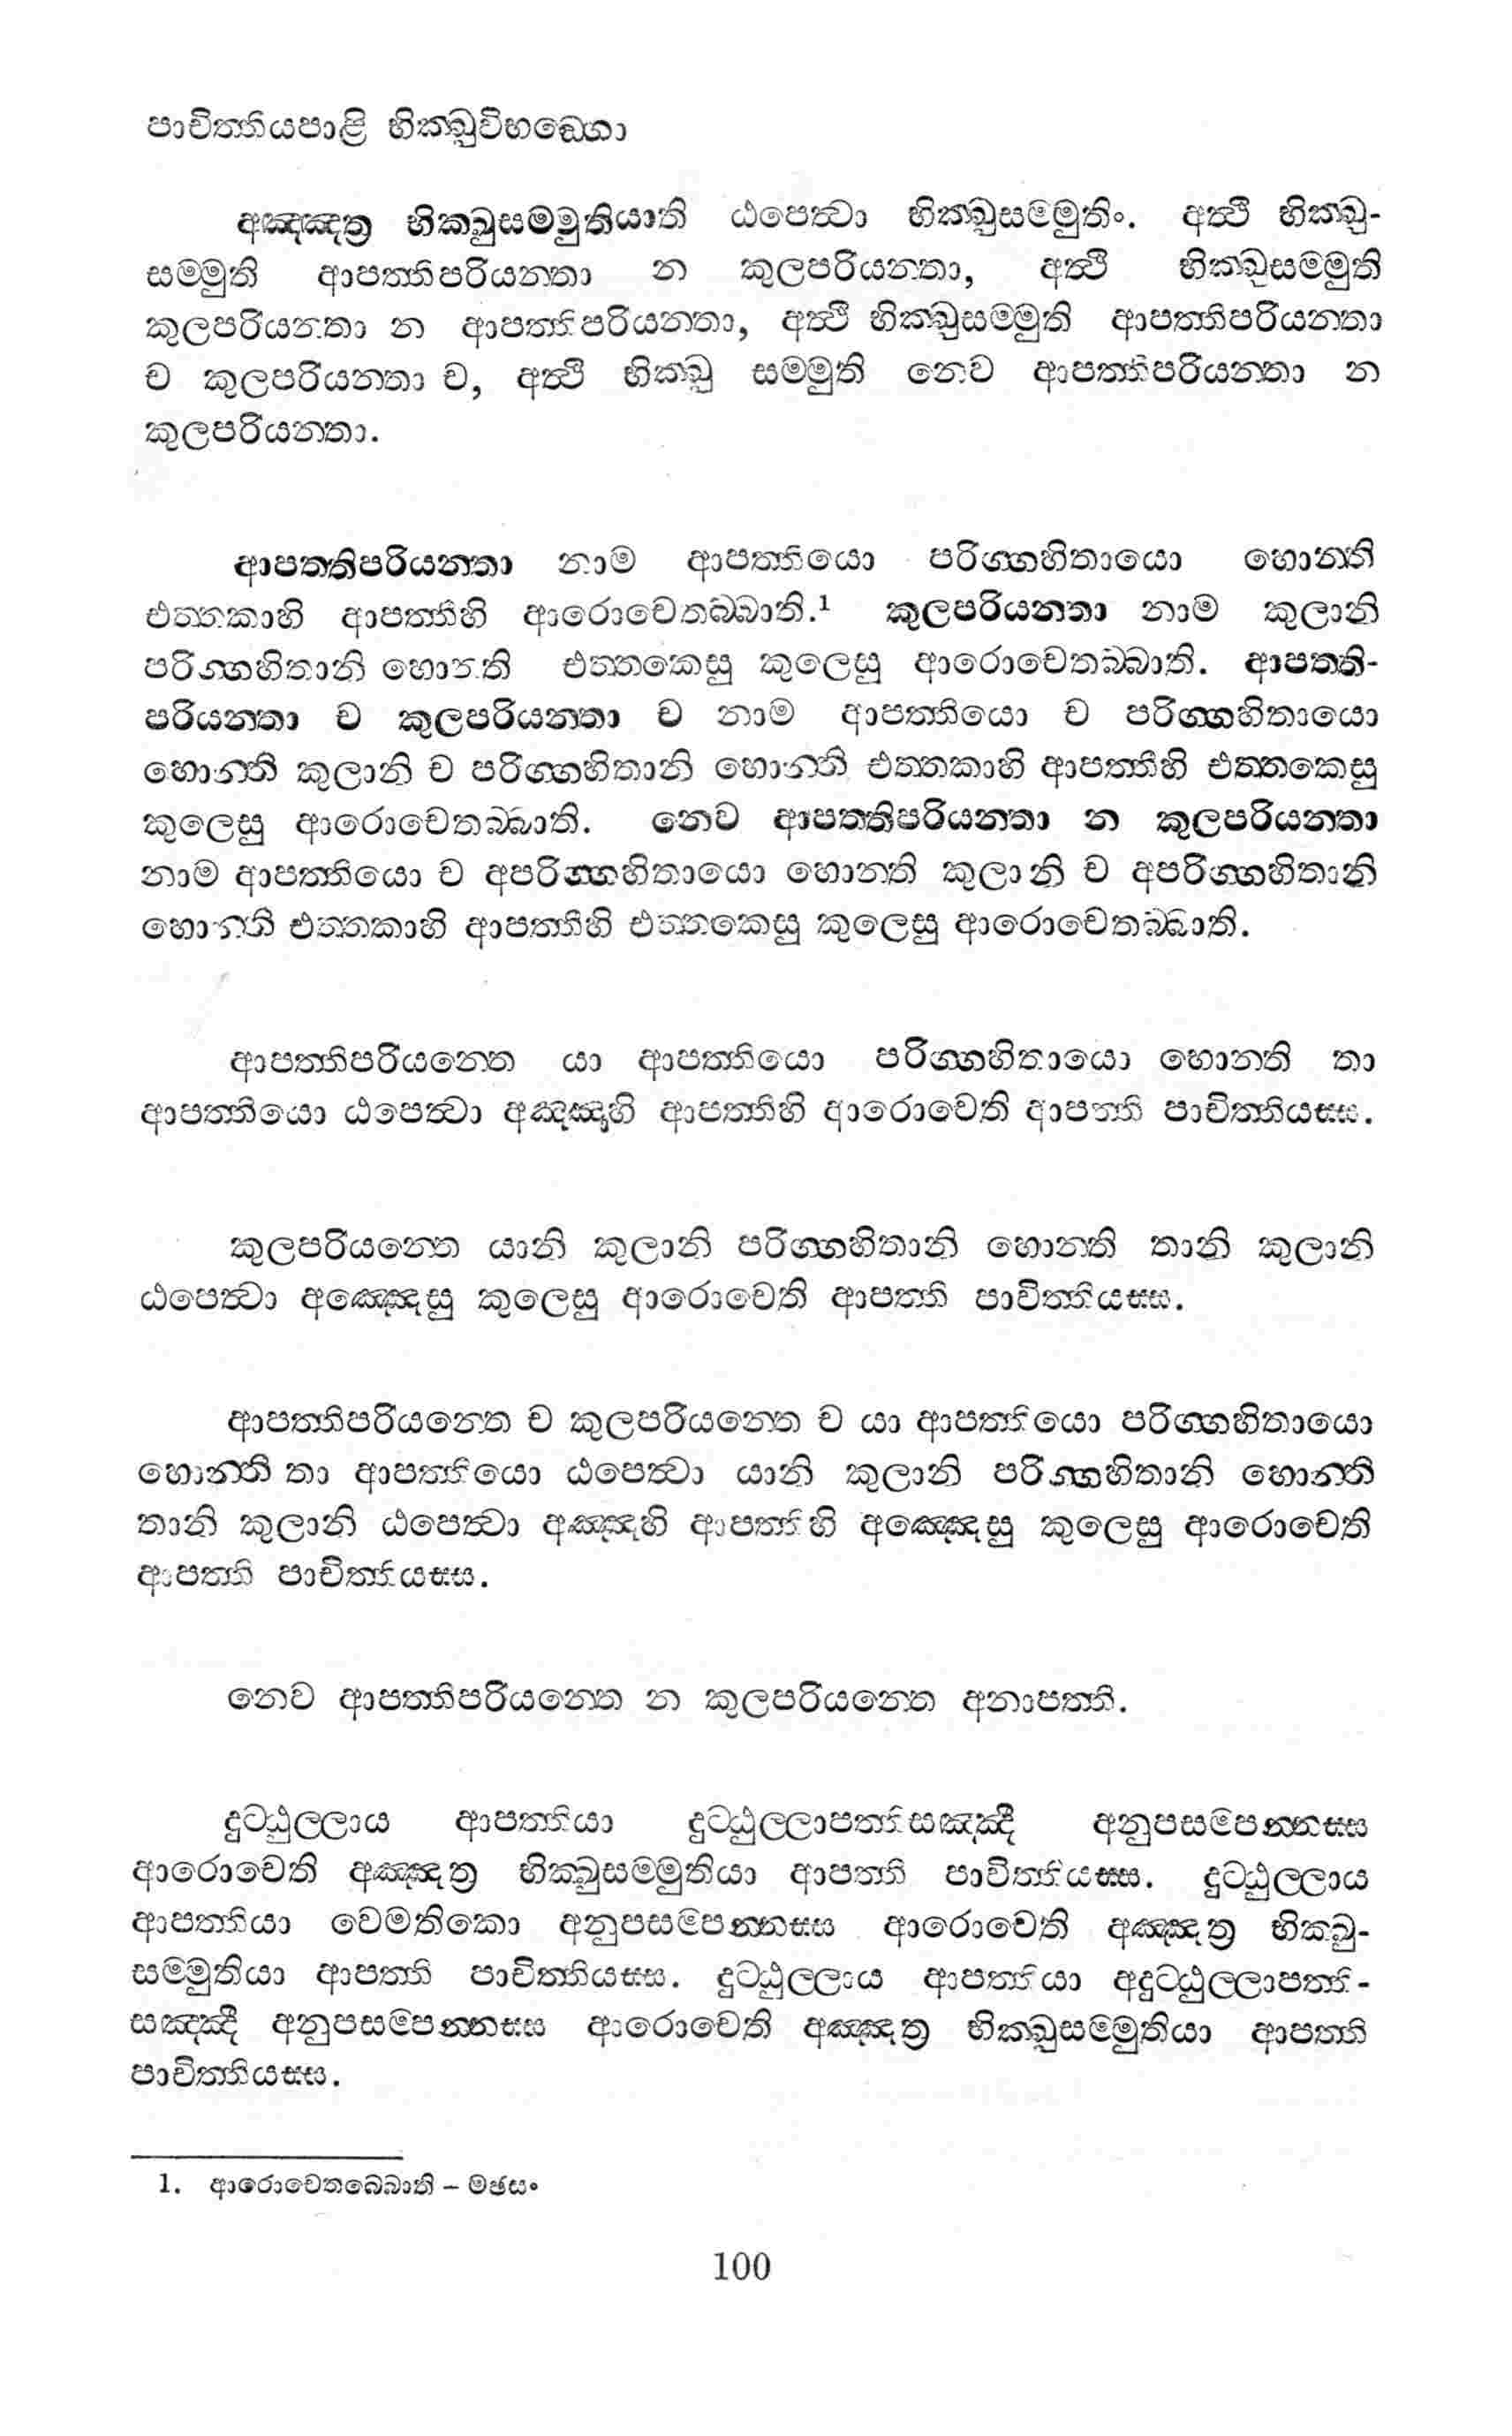 පාචිත්තියපාළි භික්ඛුවිභඞ්ගො
අඤ්ඤත්‍ර භික්ඛුසම්මුතියාති ඨපෙත්වා භික්ඛුසම්මුතිං. අත්ථි භික්ඛු-
සම්මුති ආපත්තිපරියන්තා න කුලපරියන්තා, අත්ථි භික්ඛුසම්මුති
කුලපරියන්තා න ආපත්තිපරියන්තා, අත්ථි භික්ඛුසම්මුති ආපත්තිපරියන්තා
ච කුලපරියන්තා ච, අත්ථි භික්ඛු සම්මුති නෙව ආපත්තිපරියන්තා න
කුලපරියන්තා.
ආපත්තිපරියන්තා නාම ආපත්තියො පරිග්ගහිතායො හොන්ති
එත්තකාහි ආපත්තීහි ආරොචෙතබ්බාති.¹ කුලපරියන්තා නාම කුලානි
පරිග්ගහිතානි හොන්ති එත්තකෙසු කුලෙසු ආරොචෙතබ්බාති. ආපත්ති-
පරියන්තා ච කුලපරියන්තා ච නාම ආපත්තියො ච පරිග්ගහිතායො
හොන්ති කුලානි ච පරිග්ගහිතානි හොන්ති එත්තකාහි ආපත්තීහි එත්තකෙසු
කුලෙසු ආරොචෙතබ්බාති. නෙව ආපත්තිපරියන්තා න කුලපරියන්තා
නාම ආපත්තියො ච අපරිග්ගහිතායො හොන්ති කුලානි ච අපරිග්ගහිතානි
හොන්ති එත්තකාහි ආපත්තීහි එත්තකෙසු කුලෙසු ආරොචෙතබ්බාති.
ආපත්තිපරියන්තෙ යා ආපත්තියො පරිග්ගහිතායො හොන්ති තා
ආපත්තියො ඨපෙත්වා අඤ්ඤාහි ආපත්තිහි ආරොචෙති ආපත්ති පාචිත්තියස්ස.
කුලපරියන්තෙ යානි කුලානි පරිග්ගහිතානි හොන්ති තානි කුලානි
ඨපෙත්වා අඤ්ඤෙසු කුලෙසු ආරොචෙති ආපත්ති පාචිත්තියස්ස.
ආපත්තිපරියන්තෙ ච කුලපරියන්තෙ ච යා ආපත්තියො පරිග්ගහිතායො
හොන්ති තා ආපත්තියො ඨපෙත්වා යානි කුලානි පරිග්ගහිතානි හොන්ති
තානි කුලානි ඨපෙත්වා අඤ්ඤහි ආපත්තිහි අඤ්ඤෙසු කුලෙසු ආරොචෙති
ආපත්ති පාචිත්තියස්ස.
නෙව ආපත්තිපරියන්තෙ න කුලපරියන්තෙ අනාපත්ති.
දුට්ඨුල්ලාය ආපත්තියා දුට්ඨුල්ලාපත්තිසඤ්ඤී අනුපසම්පන්නස්ස
ආරොචෙති අඤ්ඤත්‍ර භික්ඛුසම්මුතියා ආපත්ති පාචිත්තියස්ස. දුට්ඨුල්ලාය
ආපත්තියා වෙමතිකො අනුපසම්පන්නස්ස ආරොචෙති අඤ්ඤත්‍ර භික්ඛු-
සම්මුතියා ආපත්ති පාචිත්තියස්ස. දුට්ඨුල්ලාය ආපත්තියා අදුට්ඨුල්ලාපත්ති-
සඤ්ඤී අනුපසම්පන්නස්ස ආරොචෙති අඤ්ඤත්‍ර භික්ඛුසම්මුතියා ආපත්ති
පාචිත්තියස්ස.
1. ආරොචෙතබෙබාති – මඡසං
100